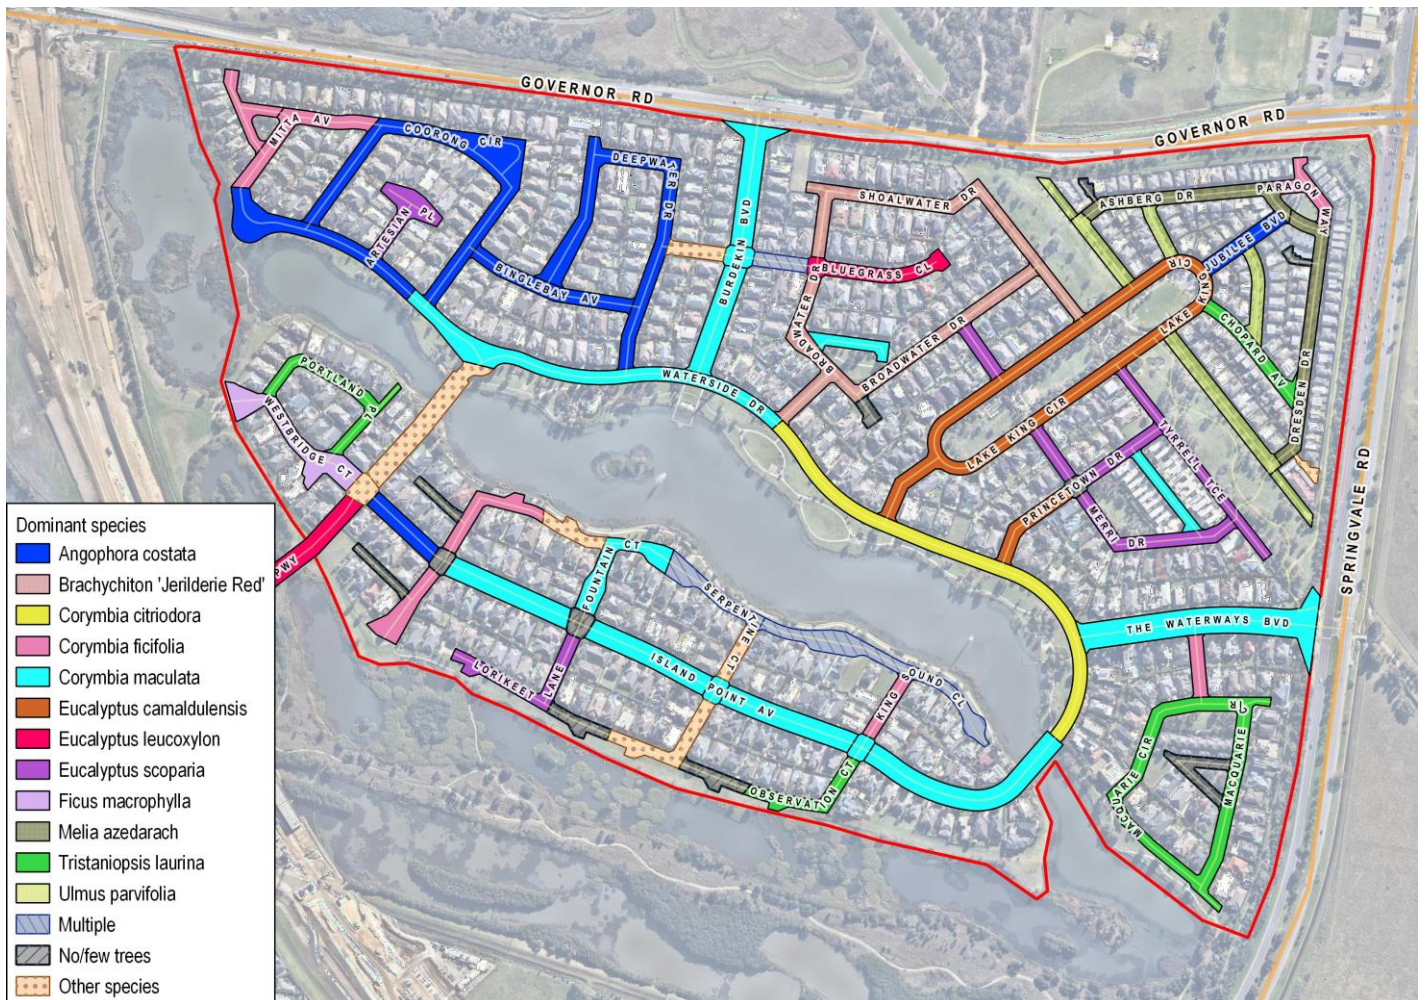 GOVERNOR RD
GOVERNOR RD
MITTA AV
COORONG CIR
DEEPWATER DR
BURDEKIN BVD
SHOALWATER DR
ASHBERG DR
PARAGON WAY
JUBILEE BVD
ARTESIAN PL
BINGLEBAY AV
BLUEGRASS CL
BROADWATER DR
BROADWATER DR
LAKE KING CIR
CHOPARD AV
DRESDEN DR
WATERSIDE DR
PORTLAND PL
WESTBRIDGE CT
LAKE KING CIR
TYRRELL TCE
PRINCETOWN DR
MERRI DR
SPRINGVALE RD
PWY
FOUNTAIN CT
SERPENTINE CT
THE WATERWAYS BVD
LORIKEET LANE
ISLAND POINT AV
KING SOUND CL
OBSERVATION CT
MACQUARIE CIR
MACQUARIE CIR
Dominant species
Angophora costata
Brachychiton 'Jerilderie Red'
Corymbia citriodora
Corymbia ficifolia
Corymbia maculata
Eucalyptus camaldulensis
Eucalyptus leucoxylon
Eucalyptus scoparia
Ficus macrophylla
Melia azedarach
Tristaniopsis laurina
Ulmus parvifolia
Multiple
No/few trees
Other species